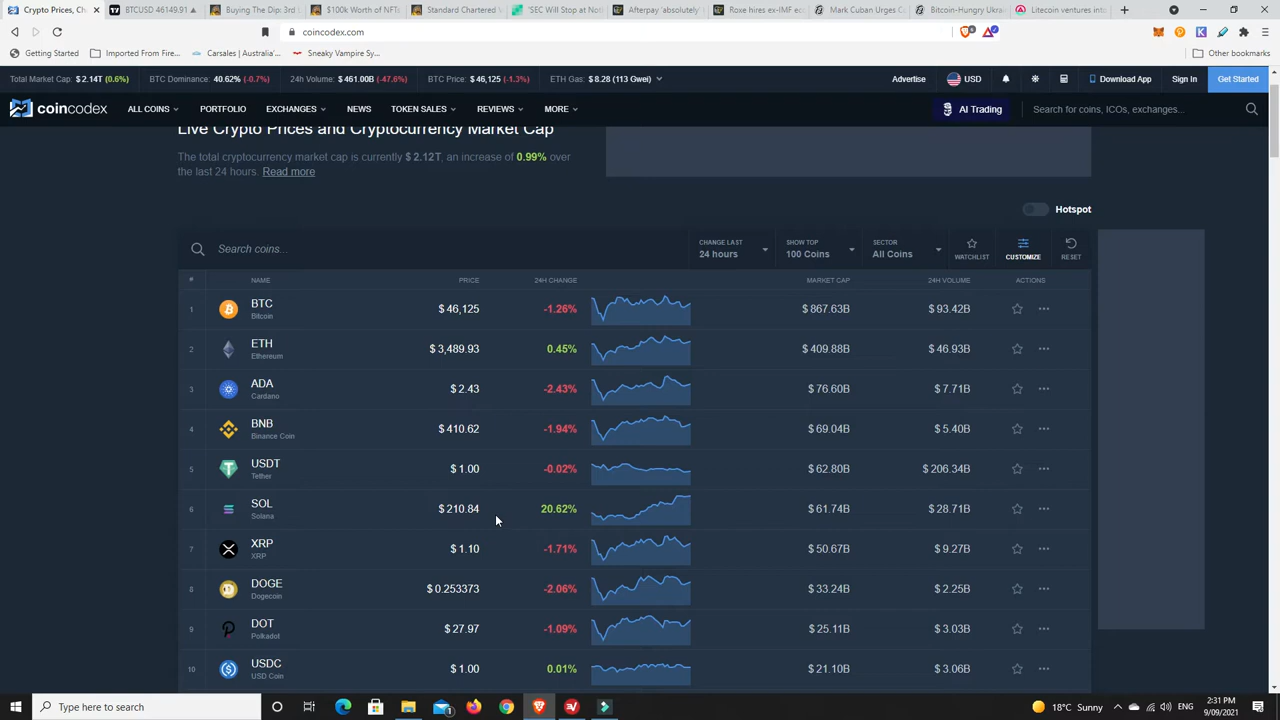 Crypto Prices, Ch
BTCUSD 46149.91
Buying The Dip: 3rd
$100k Worth of NFTs
Standard Chartered
'SEC Will Stop at Not
Afterpay 'absolutely'
Roxe hires ex-IMF ec
Mark Cuban Urges C
Bitcoin-Hungry Ukra
Litecoin ventures into
coincodex.com
Getting Started
Imported From Fire...
Carsales | Australia'...
Sneaky Vampire Sy...
Other bookmarks
Total Market Cap: $ 2.14T (0.6%)
BTC Dominance: 40.62% (-0.7%)
24h Volume: $ 461.00B (-47.6%)
BTC Price: $ 46,125 (-1.3%)
ETH Gas: $ 8.28 (113 Gwei)
Advertise
USD
Download App
Sign In
Get Started
coincodex
ALL COINS
PORTFOLIO
EXCHANGES
NEWS
TOKEN SALES
REVIEWS
MORE
AI Trading
Search for coins, ICOs, exchanges...
Live Crypto Prices and Cryptocurrency Market Cap
The total cryptocurrency market cap is currently $ 2.12T, an increase of 0.99% over
the last 24 hours. Read more
Hotspot
Search coins...
CHANGE LAST
24 hours
SHOW TOP
100 Coins
SECTOR
All Coins
WATCHLIST
CUSTOMIZE
RESET
# NAME PRICE 24H CHANGE MARKET CAP 24H VOLUME ACTIONS
1 BTC $ 46,125 -1.26% $ 867.63B $ 93.42B
Bitcoin
2 ETH $ 3,489.93 0.45% $ 409.88B $ 46.93B
Ethereum
3 ADA $ 2.43 -2.43% $ 76.60B $ 7.71B
Cardano
4 BNB $ 410.62 -1.94% $ 69.04B $ 5.40B
Binance Coin
5 USDT $ 1.00 -0.02% $ 62.80B $ 206.34B
Tether
6 SOL $ 210.84 20.62% $ 61.74B $ 28.71B
Solana
7 XRP $ 1.10 -1.71% $ 50.67B $ 9.27B
XRP
8 DOGE $ 0.253373 -2.06% $ 33.24B $ 2.25B
Dogecoin
9 DOT $ 27.97 -1.09% $ 25.11B $ 3.03B
Polkadot
10 USDC $ 1.00 0.01% $ 21.10B $ 3.06B
USD Coin
Type here to search
18°C Sunny
ENG
2:31 PM
9/09/2021